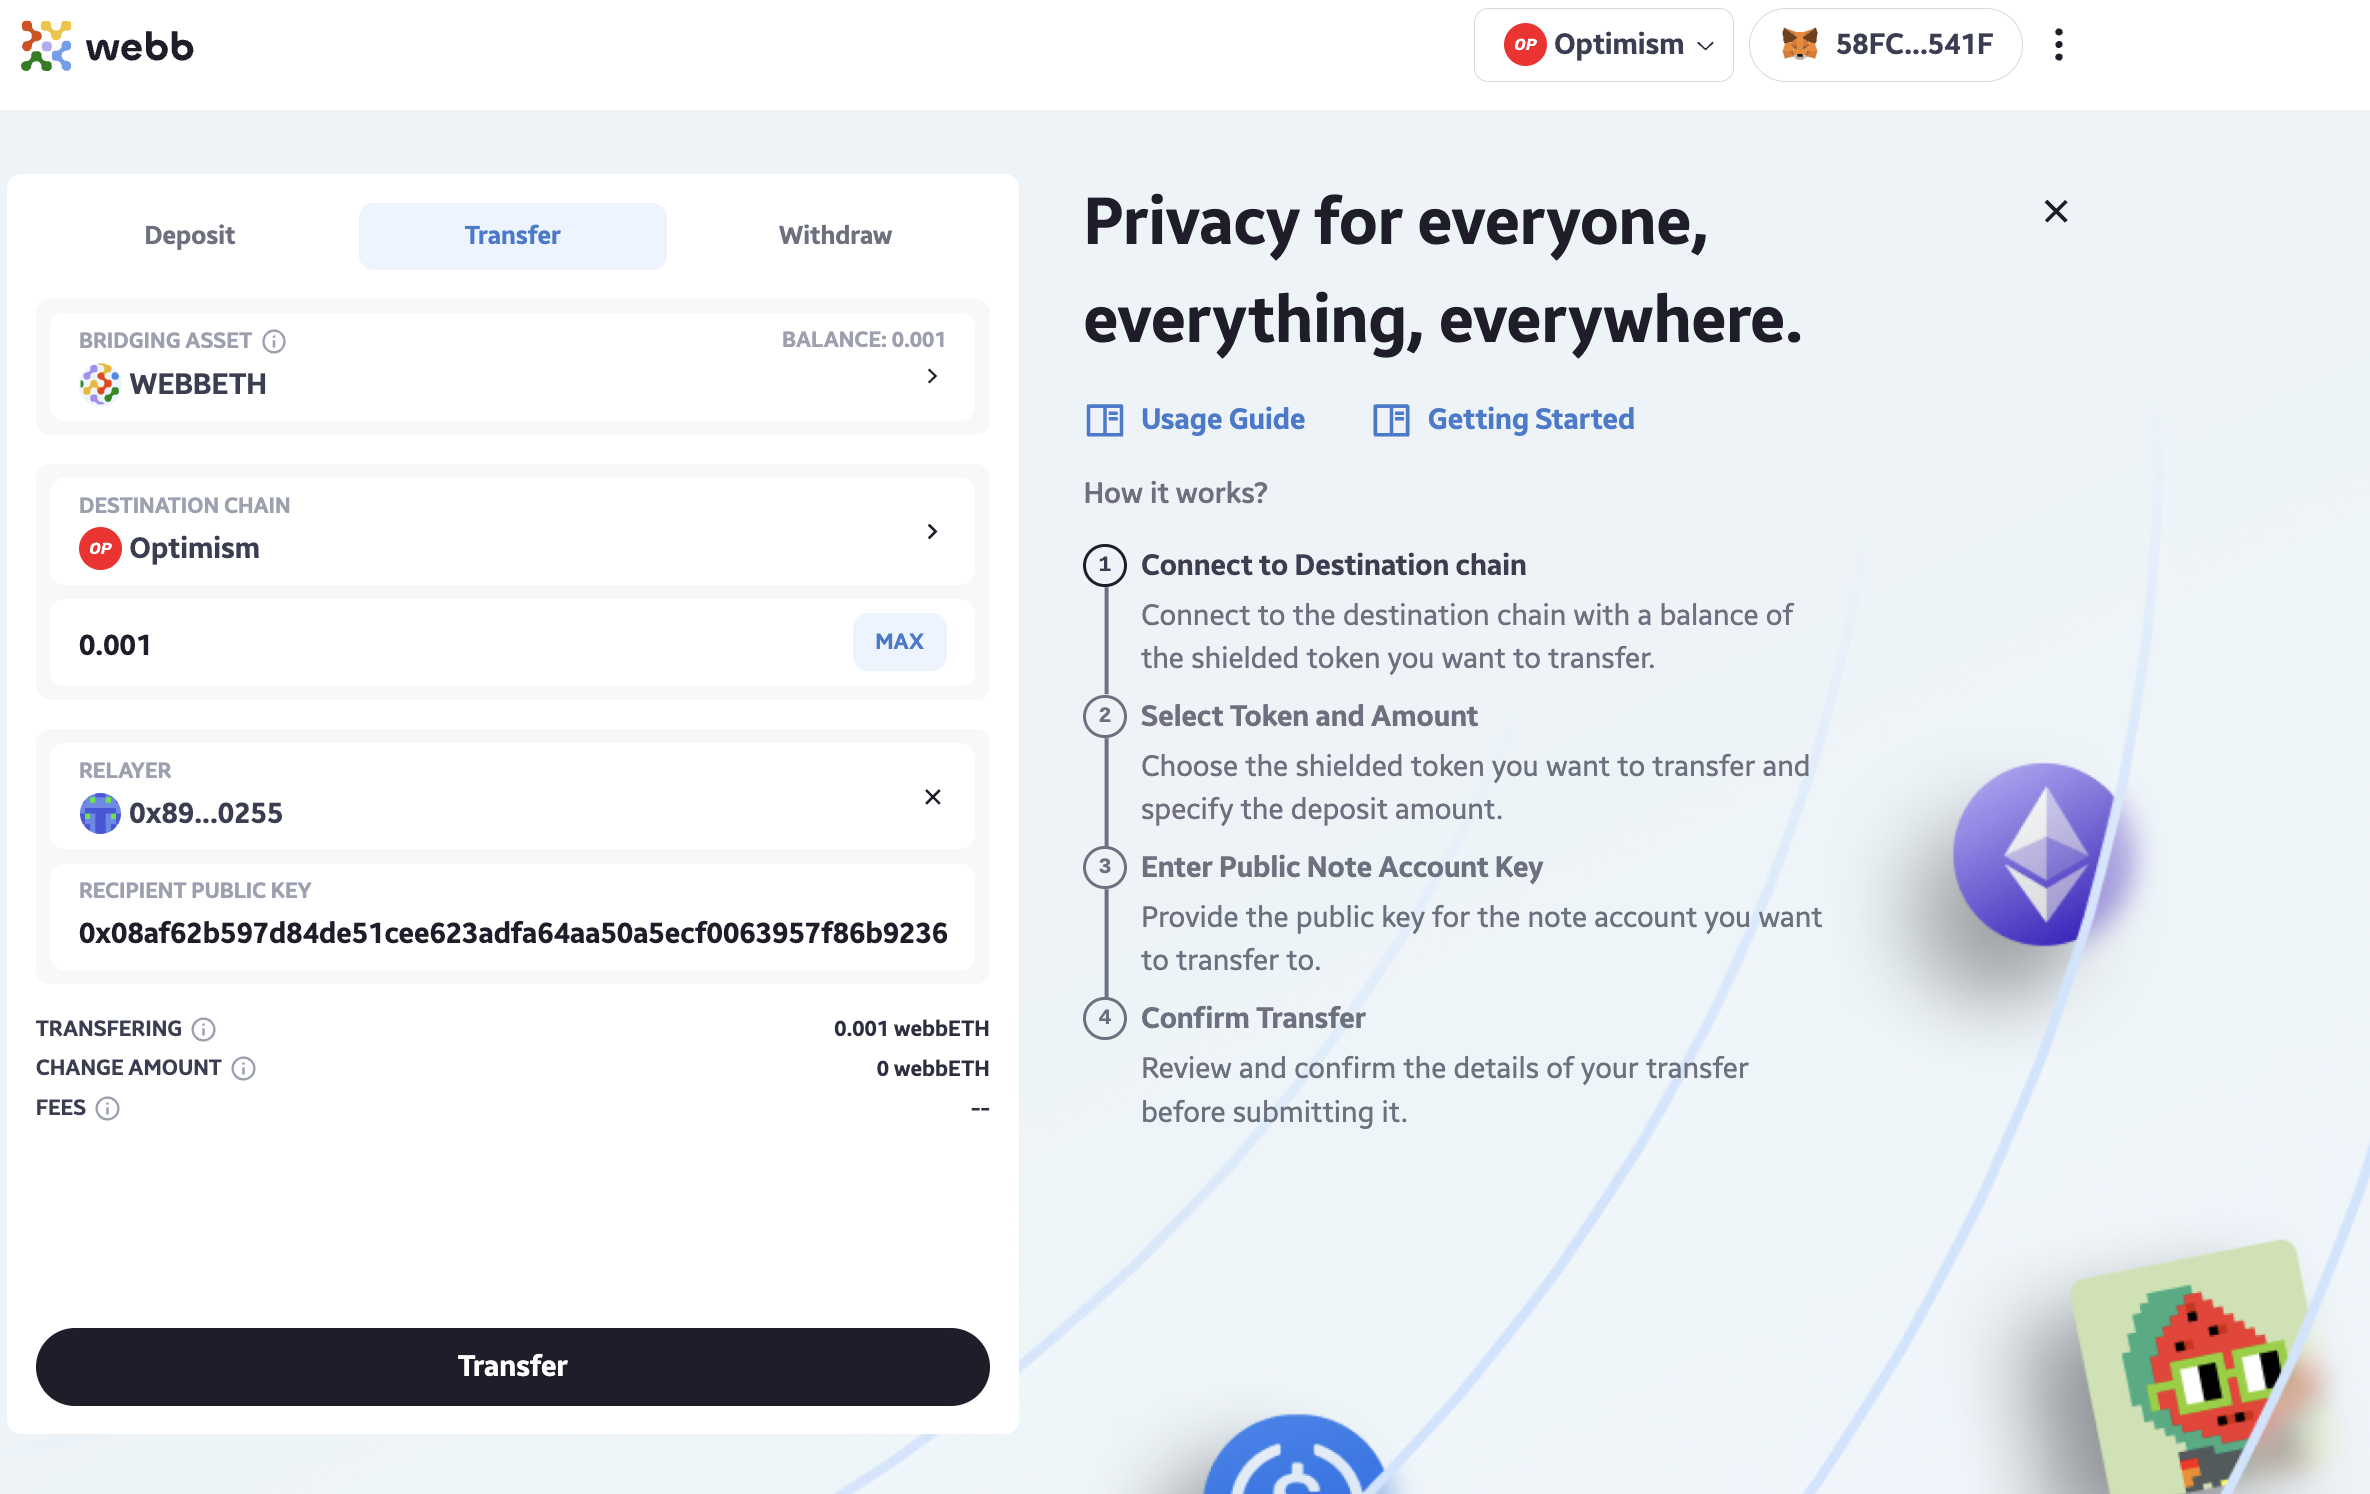 webb
OP Optimism
58FC...541F
Deposit
Transfer
Withdraw
BRIDGING ASSET
BALANCE: 0.001
WEBBETH
DESTINATION CHAIN
OP Optimism
0.001
MAX
RELAYER
0x89...0255
RECIPIENT PUBLIC KEY
0x08af62b597d84de51cee623adfa64aa50a5ecf0063957f86b9236
TRANSFERING
0.001 webbETH
CHANGE AMOUNT
0 webbETH
FEES
--
Transfer
Privacy for everyone,
everything, everywhere.
Usage Guide
Getting Started
How it works?
1 Connect to Destination chain
Connect to the destination chain with a balance of
the shielded token you want to transfer.
2 Select Token and Amount
Choose the shielded token you want to transfer and
specify the deposit amount.
3 Enter Public Note Account Key
Provide the public key for the note account you want
to transfer to.
4 Confirm Transfer
Review and confirm the details of your transfer
before submitting it.